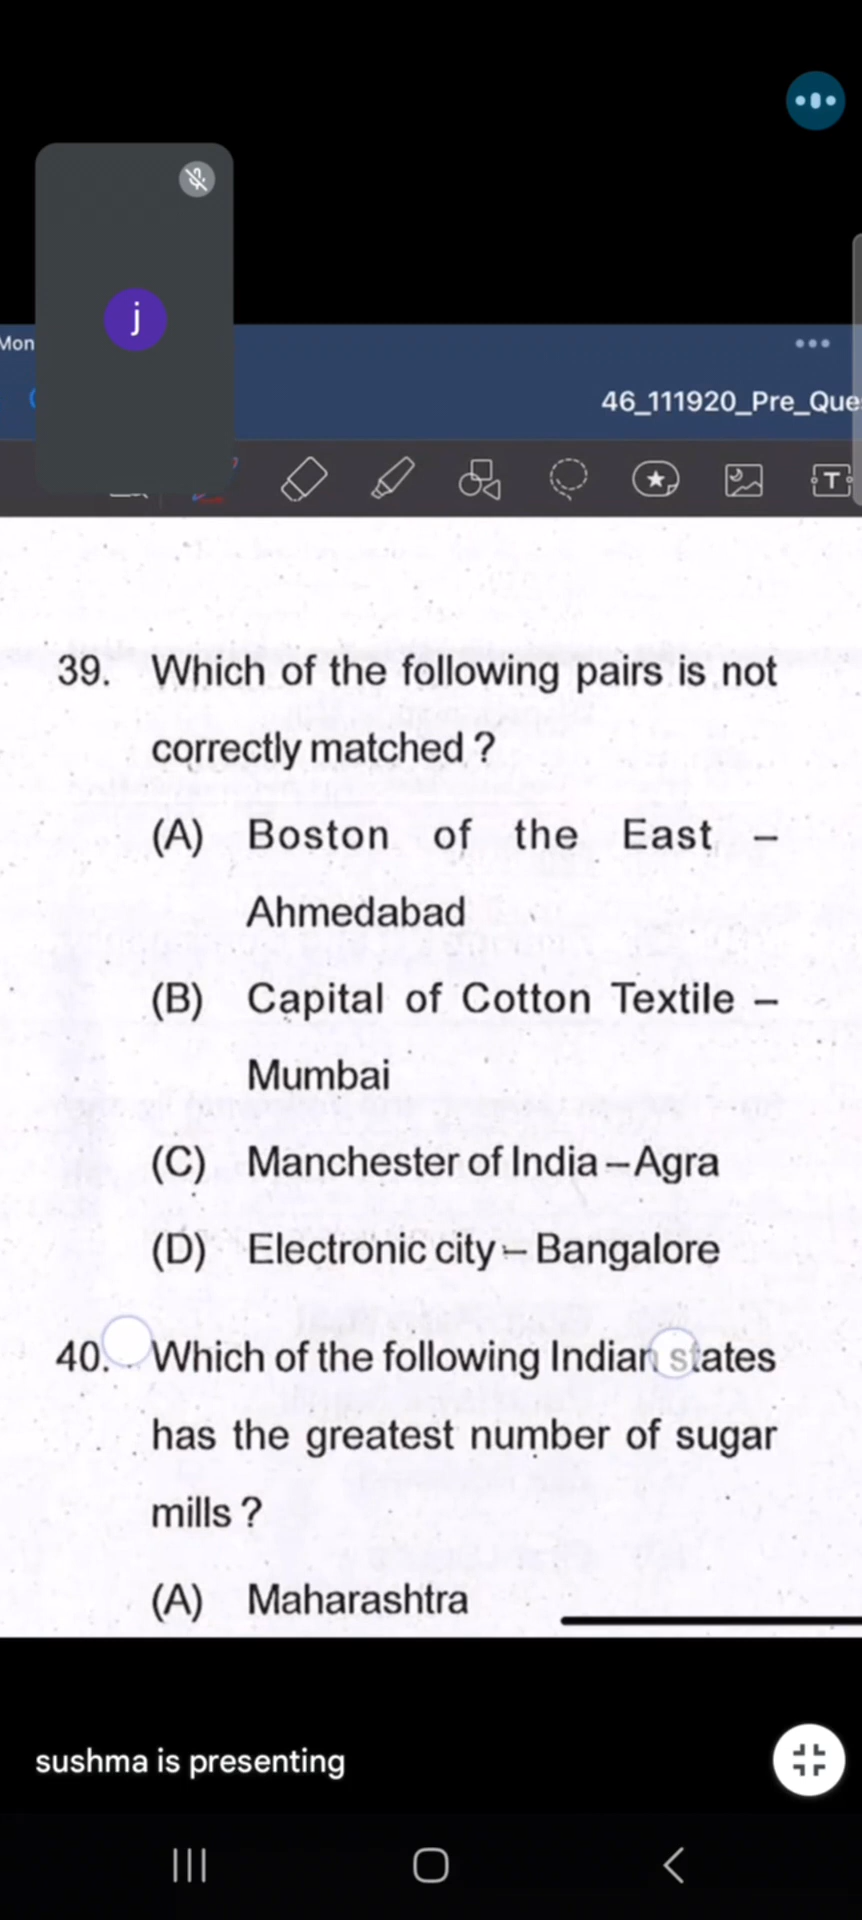 j
Mon
46_111920_Pre_Que
T
39. Which of the following pairs is not
correctly matched ?
(A) Boston of the East –
Ahmedabad
(B) Capital of Cotton Textile –
Mumbai
(C) Manchester of India – Agra
(D) Electronic city – Bangalore
40. Which of the following Indian states
has the greatest number of sugar
mills ?
(A) Maharashtra
sushma is presenting